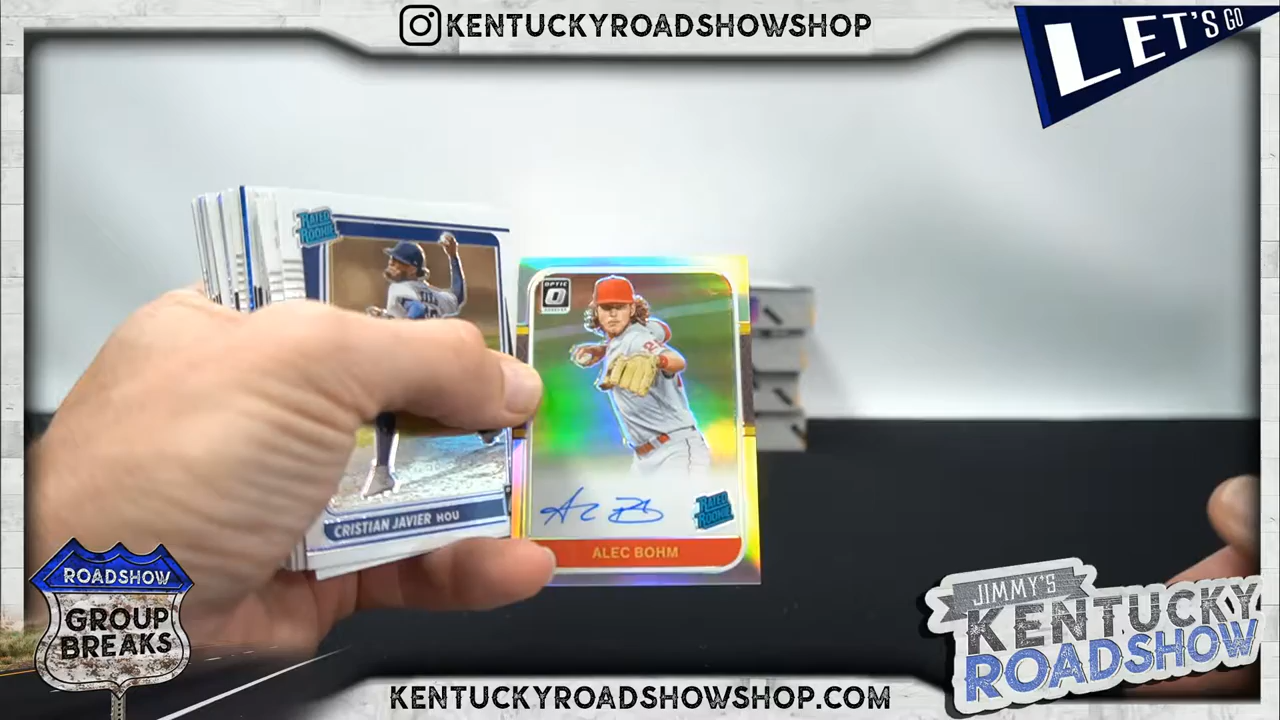 KENTUCKYROADSHOWSHOP
LET'S GO
RATED ROOKIE
CRISTIAN JAVIER HOU
OPTIC
RATED ROOKIE
ALEC BOHM
ROADSHOW
GROUP
BREAKS
JIMMY'S
KENTUCKY
ROADSHOW
KENTUCKYROADSHOWSHOP.COM